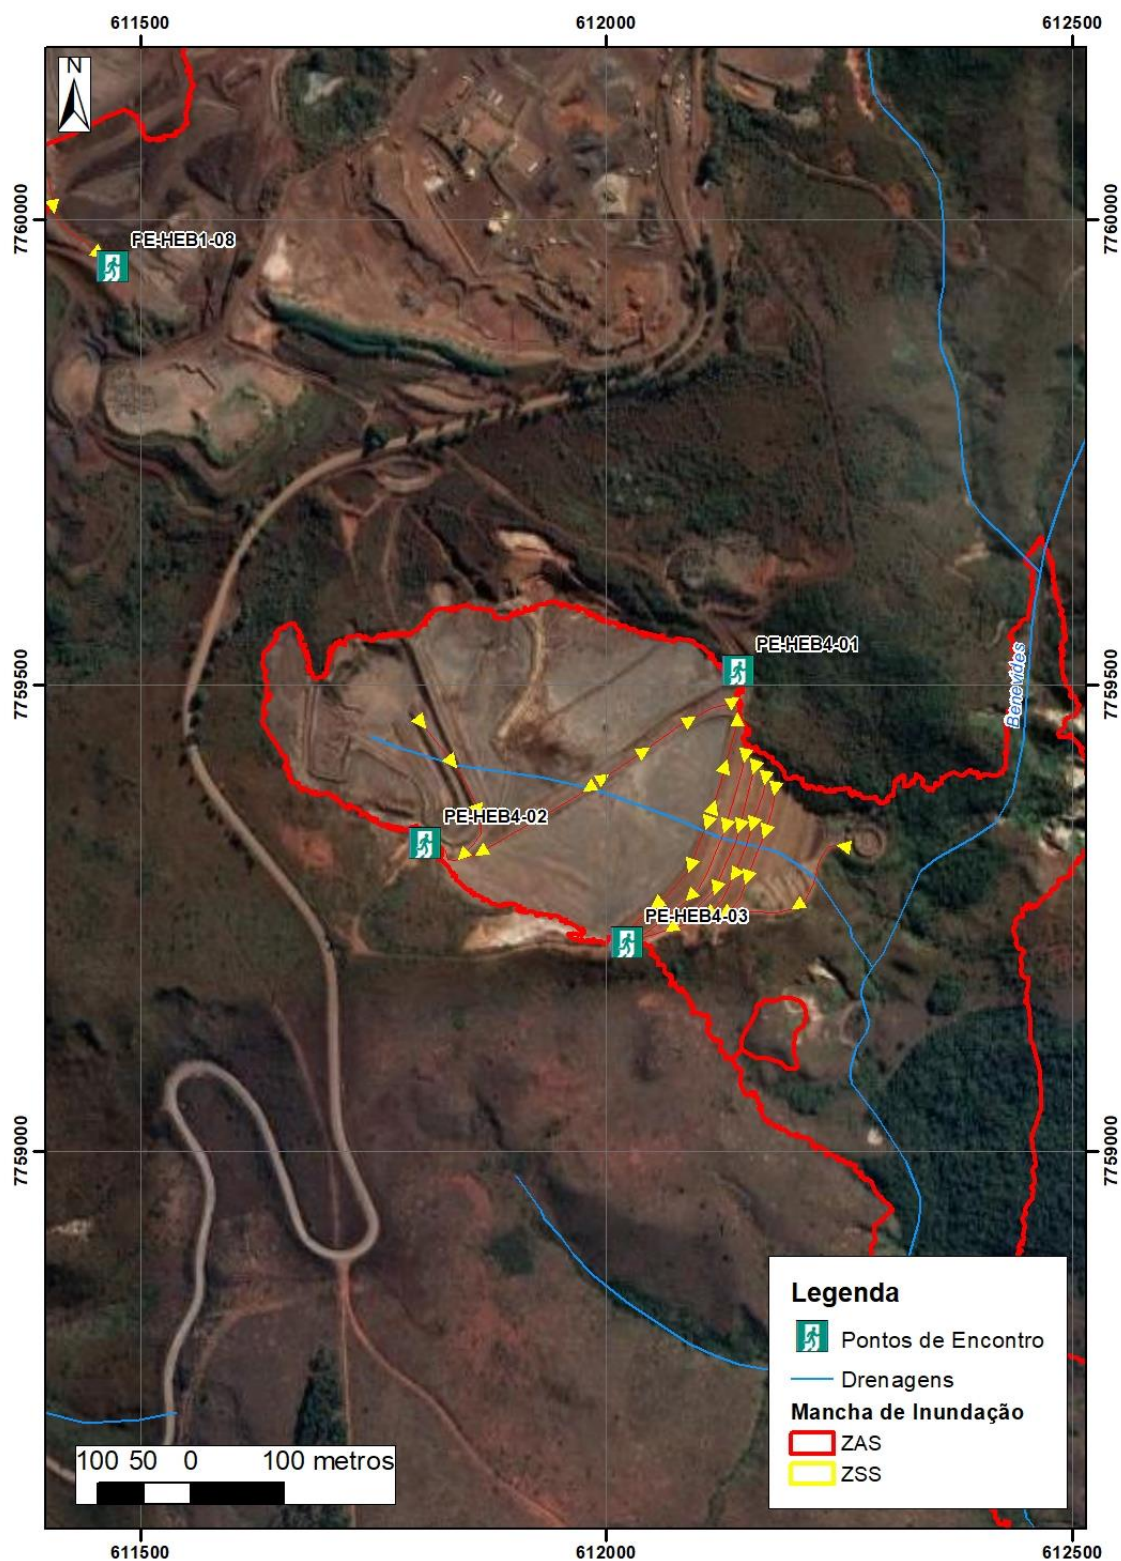 611500
612000
612500
N
7760000
7760000
PE-HEB1-08
PE-HEB4-01
7759500
7759500
Benevides
PE-HEB4-02
PE-HEB4-03
7759000
7759000
Legenda
Pontos de Encontro
Drenagens
Mancha de Inundação
ZAS
ZSS
100 50 0 100 metros
611500
612000
612500